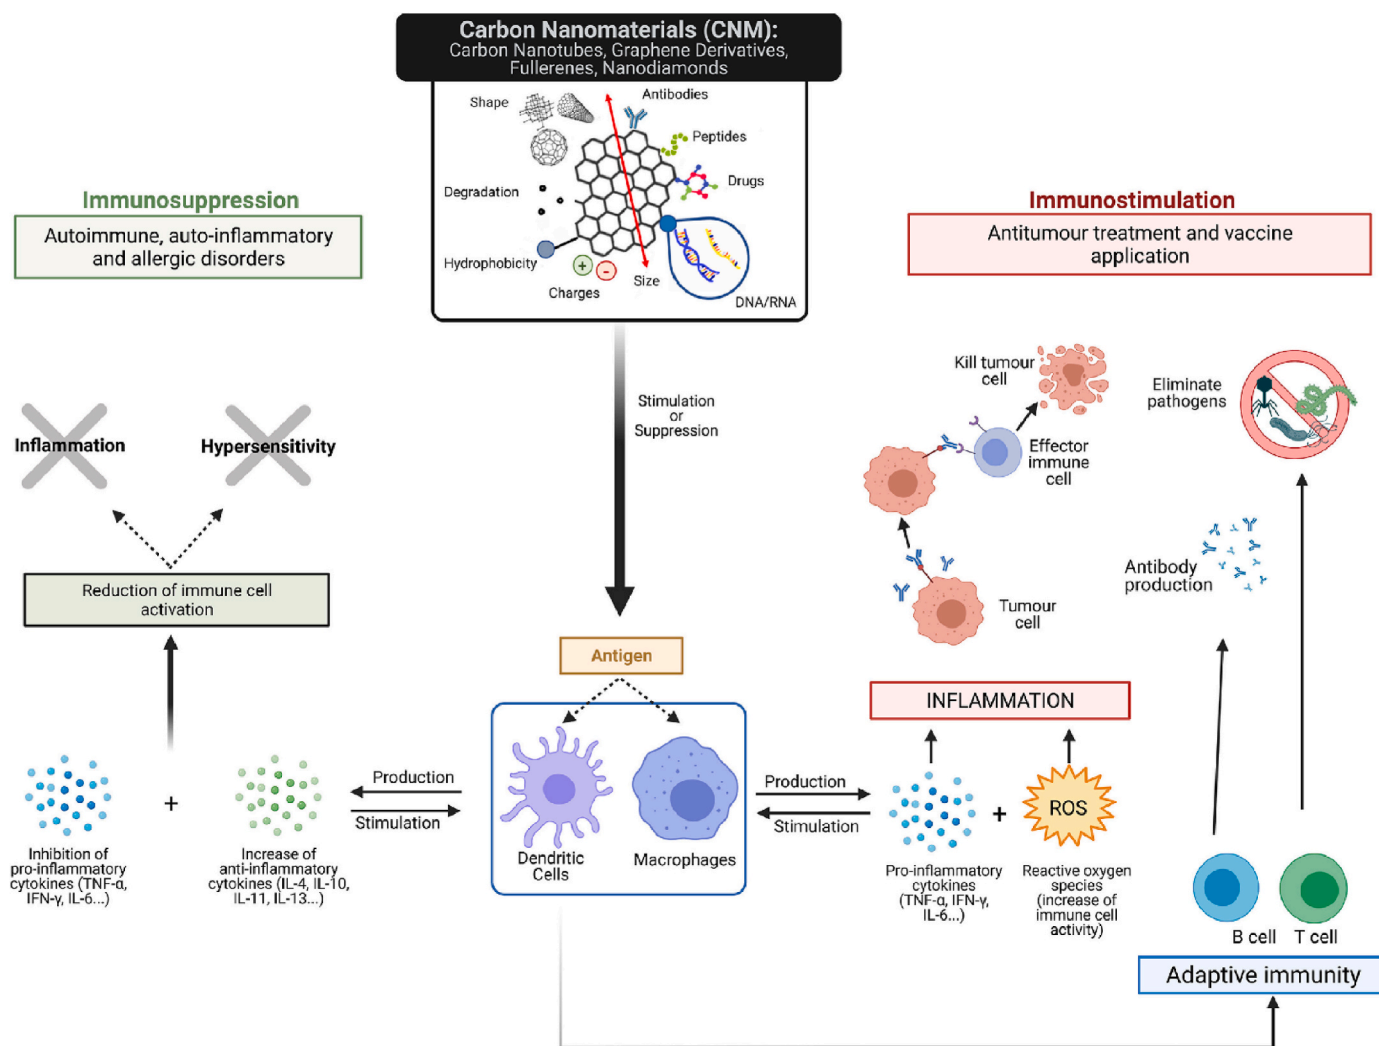 Carbon Nanomaterials (CNM):
Carbon Nanotubes, Graphene Derivatives,
Fullerenes, Nanodiamonds
Shape
Antibodies
Peptides
Drugs
Degradation
Hydrophobicity
Charges
+
−
Size
DNA/RNA
Immunosuppression
Autoimmune, auto-inflammatory
and allergic disorders
Immunostimulation
Antitumour treatment and vaccine
application
Stimulation
or
Suppression
Inflammation
Hypersensitivity
Reduction of immune cell
activation
Kill tumour
cell
Effector
immune
cell
Tumour
cell
Eliminate
pathogens
Antibody
production
Antigen
Dendritic
Cells
Macrophages
Production
Stimulation
Production
Stimulation
+
Inhibition of
pro-inflammatory
cytokines (TNF-α,
IFN-γ, IL-6...)
Increase of
anti-inflammatory
cytokines (IL-4, IL-10,
IL-11, IL-13...)
INFLAMMATION
+
ROS
Pro-inflammatory
cytokines
(TNF-α, IFN-γ,
IL-6...)
Reactive oxygen
species
(increase of
immune cell
activity)
B cell
T cell
Adaptive immunity